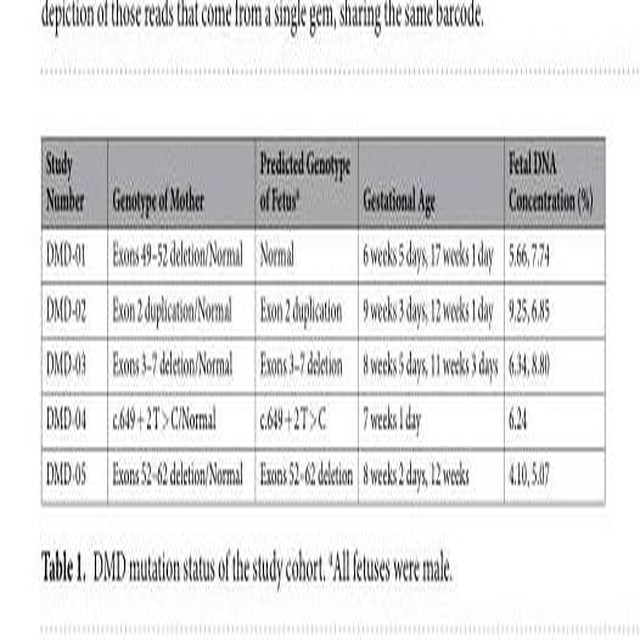 depiction of those reads that come from a single gem, sharing the same barcode.
Study Number | Genotype of Mother | Predicted Genotype of Fetusᵃ | Gestational Age | Fetal DNA Concentration (%)
DMD-01 | Exons 49–52 deletion/Normal | Normal | 6 weeks 5 days, 17 weeks 1 day | 5.66, 7.74
DMD-02 | Exon 2 duplication/Normal | Exon 2 duplication | 9 weeks 3 days, 12 weeks 1 day | 9.25, 6.85
DMD-03 | Exons 3–7 deletion/Normal | Exons 3–7 deletion | 8 weeks 5 days, 11 weeks 3 days | 6.34, 8.80
DMD-04 | c.649+2T>C/Normal | c.649+2T>C | 7 weeks 1 day | 6.24
DMD-05 | Exons 52–62 deletion/Normal | Exons 52–62 deletion | 8 weeks 2 days, 12 weeks | 4.10, 5.07
Table 1. DMD mutation status of the study cohort. ᵃAll fetuses were male.